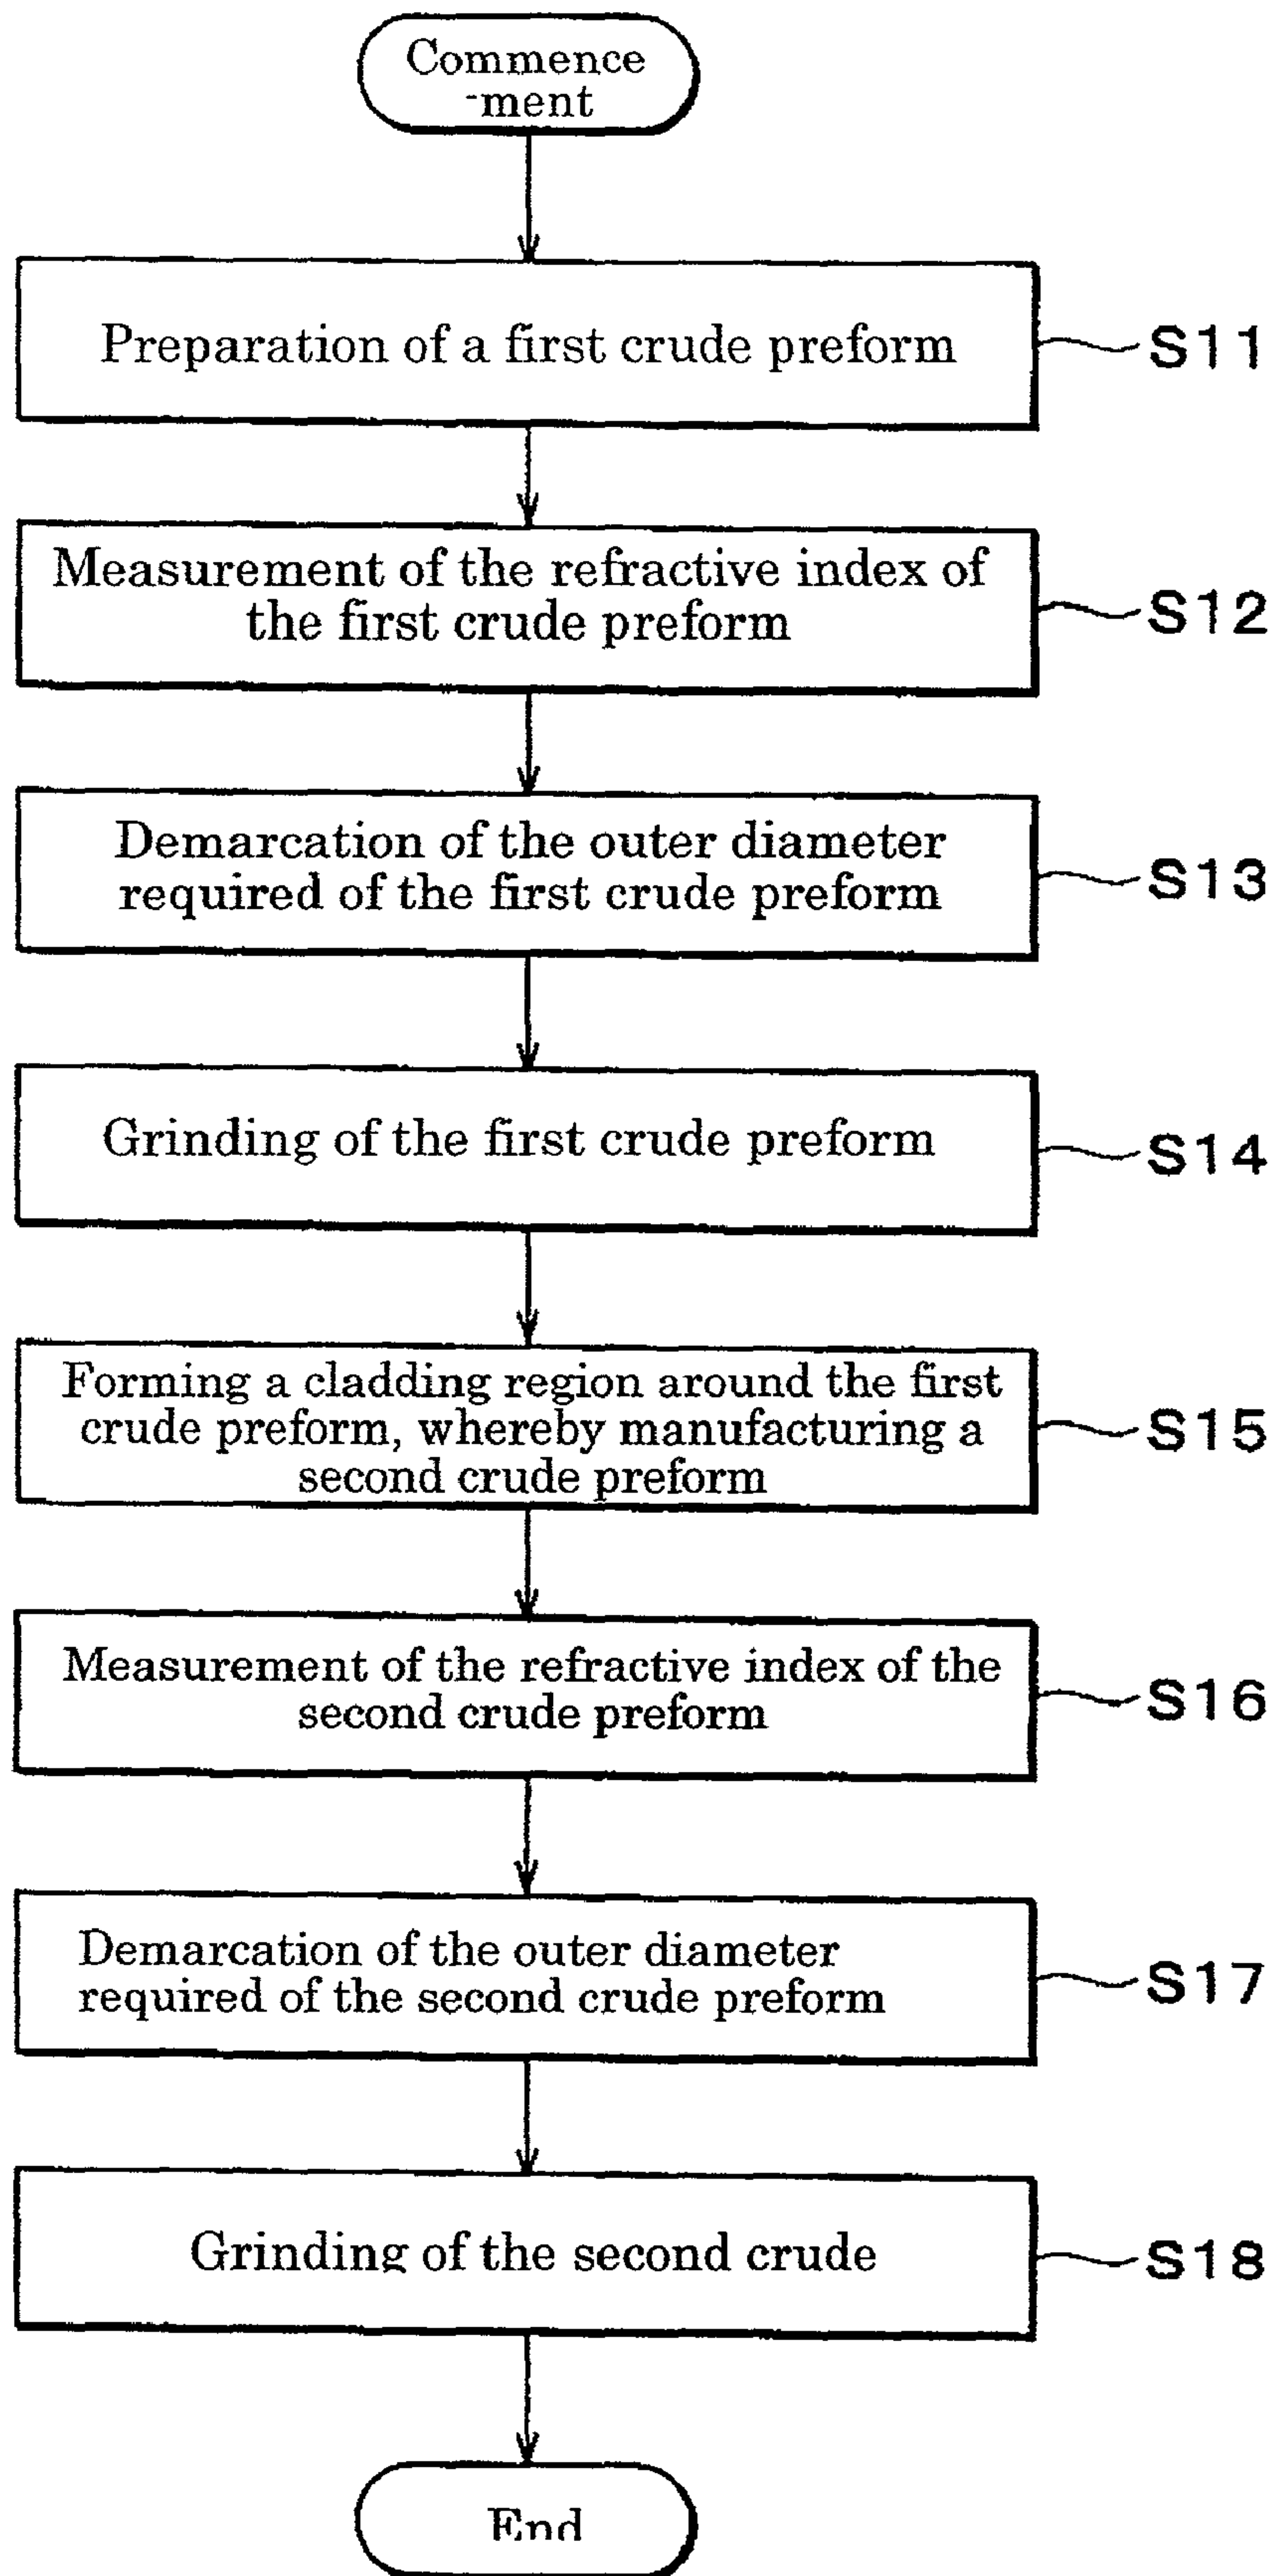 Commence
-ment
Preparation of a first crude preform
S11
Measurement of the refractive index of
the first crude preform
S12
Demarcation of the outer diameter
required of the first crude preform
S13
Grinding of the first crude preform
S14
Forming a cladding region around the first
crude preform, whereby manufacturing a
second crude preform
S15
Measurement of the refractive index of the
second crude preform
S16
Demarcation of the outer diameter
required of the second crude preform
S17
Grinding of the second crude
S18
End